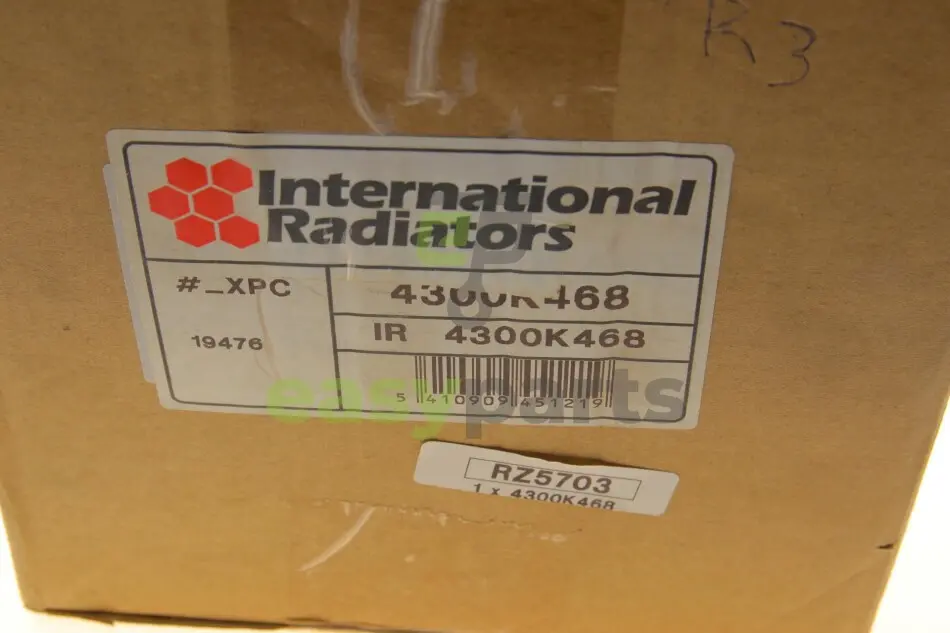 R3
International
Radiators
#_XPC
4300K468
19476
IR 4300K468
5 410909 451219
easyparts
RZ5703
1 x 4300K468